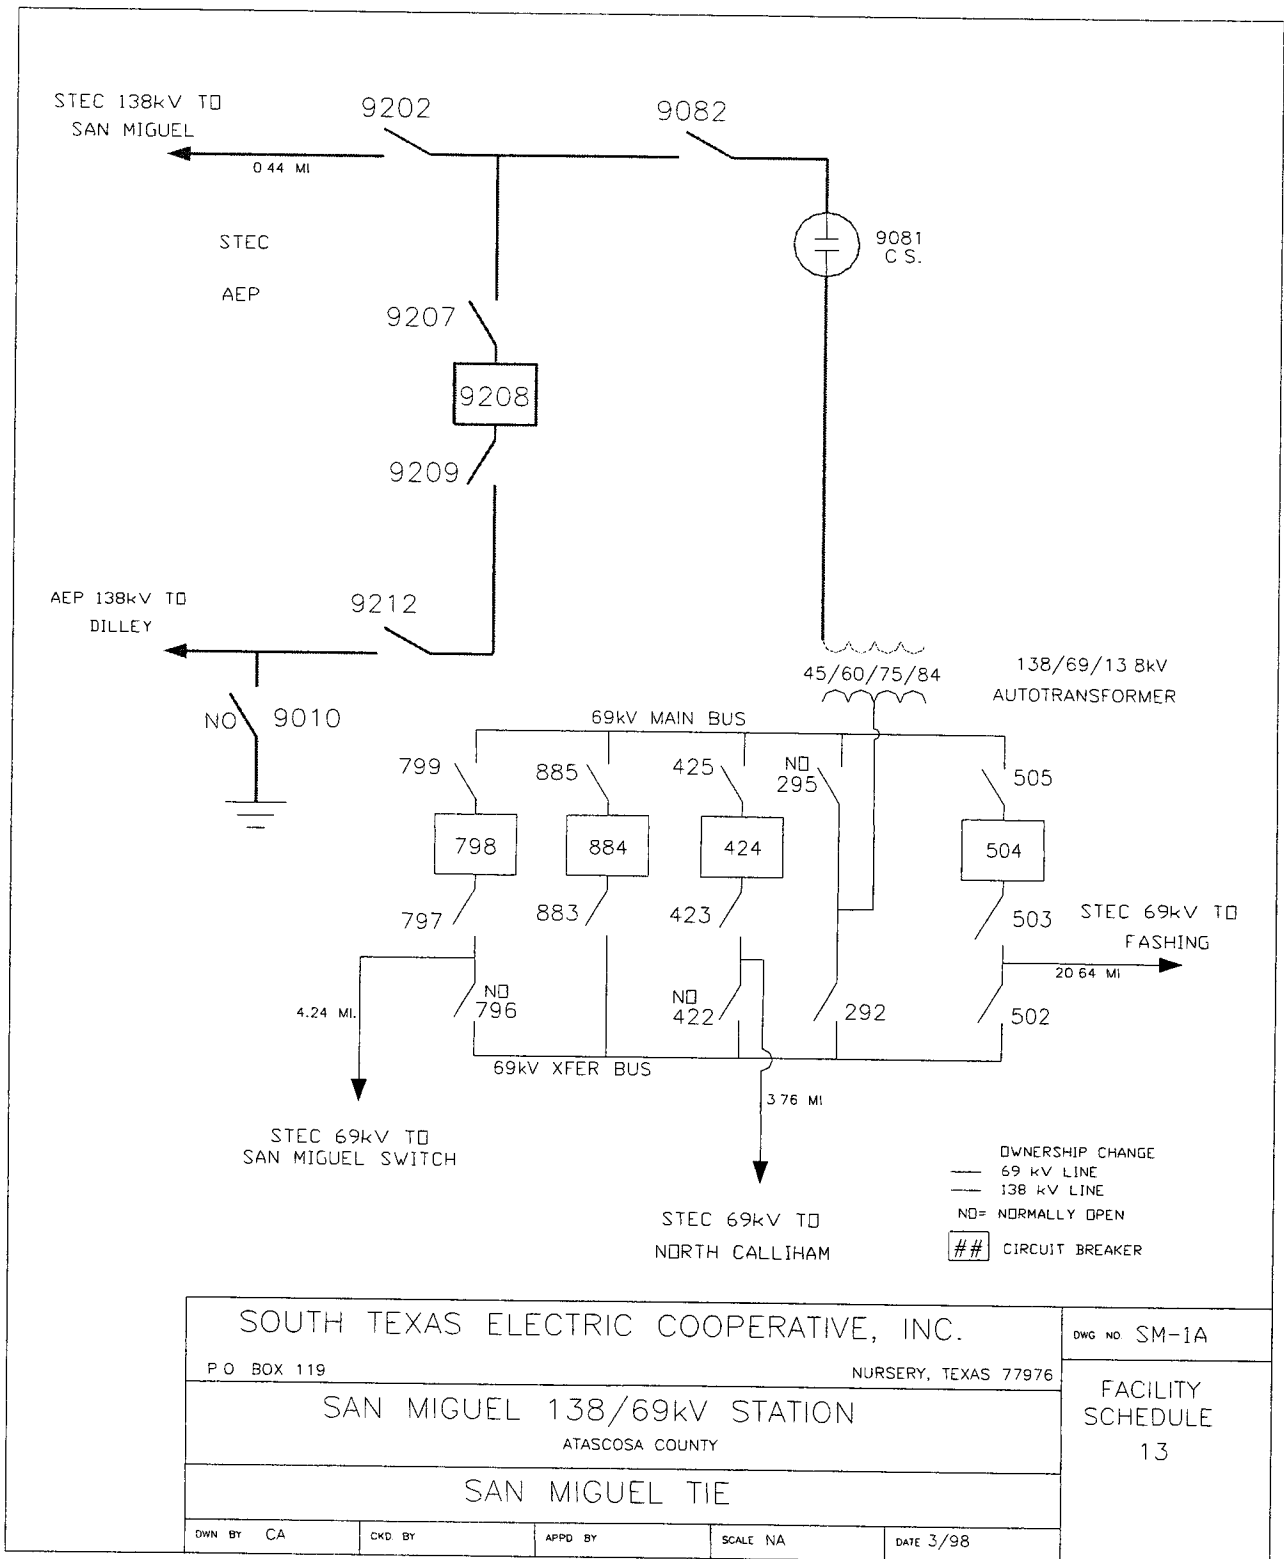 STEC 138kV TO
SAN MIGUEL
9202
9082
0 44 MI
STEC
AEP
9081
C S.
9207
9208
9209
AEP 138kV TO
DILLEY
9212
NO
9010
45/60/75/84
138/69/13 8kV
AUTOTRANSFORMER
69kV MAIN BUS
799
885
425
NO
295
505
798
884
424
504
797
883
423
503
STEC 69kV TO
FASHING
20 64 MI
4.24 MI.
NO
796
NO
422
292
502
69kV XFER BUS
3 76 MI
STEC 69kV TO
SAN MIGUEL SWITCH
STEC 69kV TO
NORTH CALLIHAM
OWNERSHIP CHANGE
69 kV LINE
138 kV LINE
NO= NORMALLY OPEN
## CIRCUIT BREAKER
SOUTH TEXAS ELECTRIC COOPERATIVE, INC.
P O BOX 119
NURSERY, TEXAS 77976
DWG NO. SM-1A
SAN MIGUEL 138/69kV STATION
ATASCOSA COUNTY
FACILITY
SCHEDULE
13
SAN MIGUEL TIE
DWN BY CA
CKD. BY
APPD BY
SCALE NA
DATE 3/98